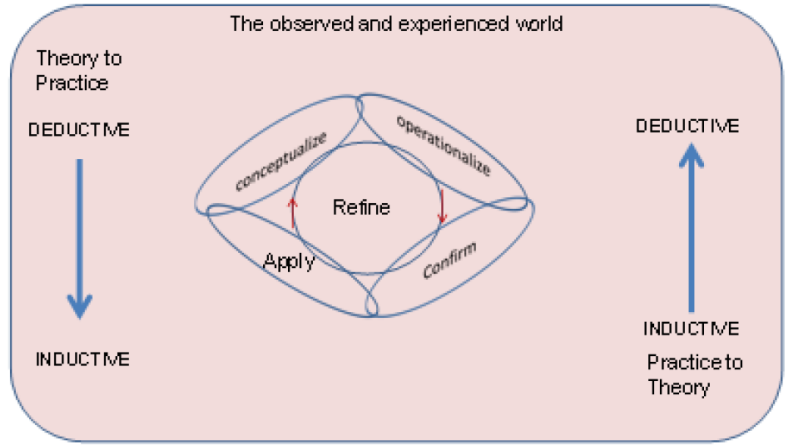 The observed and experienced world
Theory to
Practice
DEDUCTIVE
INDUCTIVE
conceptualize
operationalize
Refine
Apply
Confirm
DEDUCTIVE
INDUCTIVE
Practice to
Theory